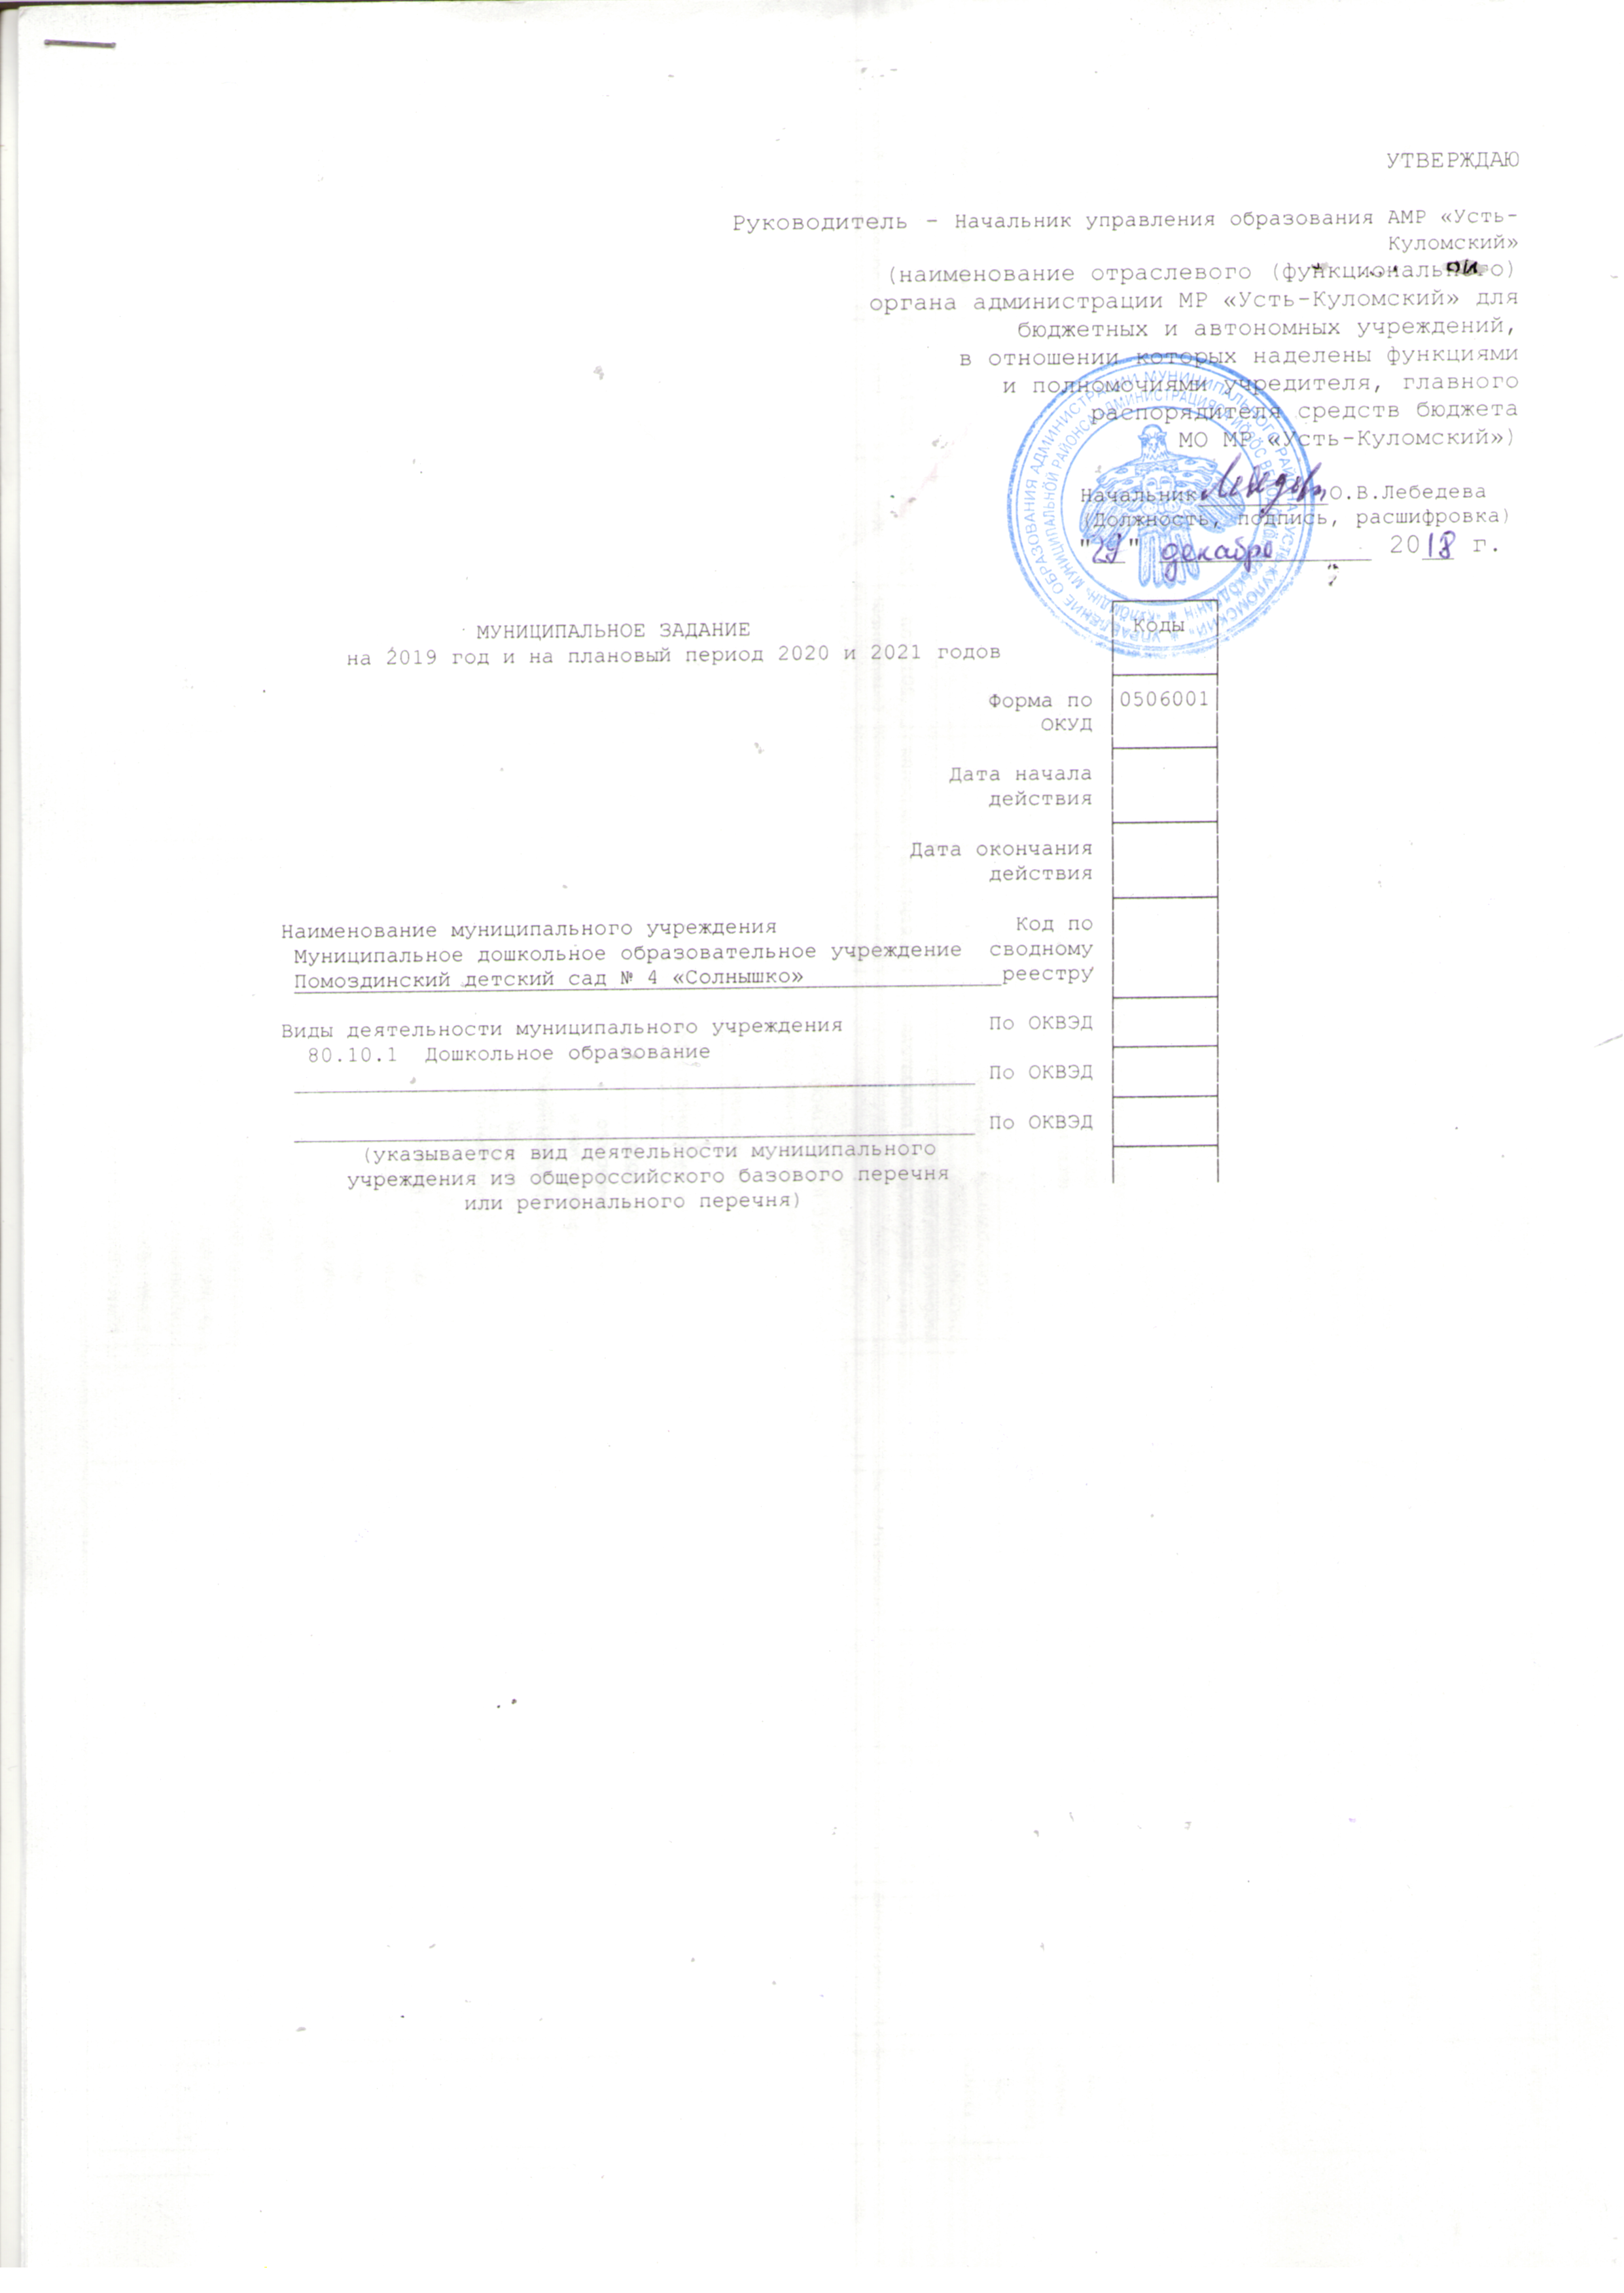 УТВЕРЖДАЮ
Руководитель – Начальник управления образования АМР «Усть-
Куломский»
(наименование отраслевого (функционального)
органа администрации МР «Усть-Куломский» для
бюджетных и автономных учреждений,
в отношении которых наделены функциями
и полномочиями учредителя, главного
распорядителя средств бюджета
МО МР «Усть-Куломский»)
Начальник О.В.Лебедева
(Должность, подпись, расшифровка)
"29" декабря 2018 г.
Коды
МУНИЦИПАЛЬНОЕ ЗАДАНИЕ
на 2019 год и на плановый период 2020 и 2021 годов
Форма по 0506001
ОКУД
Дата начала
действия
Дата окончания
действия
Наименование муниципального учреждения Код по
Муниципальное дошкольное образовательное учреждение сводному
Помоздинский детский сад № 4 «Солнышко» реестру
Виды деятельности муниципального учреждения По ОКВЭД
80.10.1 Дошкольное образование
По ОКВЭД
По ОКВЭД
(указывается вид деятельности муниципального
учреждения из общероссийского базового перечня
или регионального перечня)